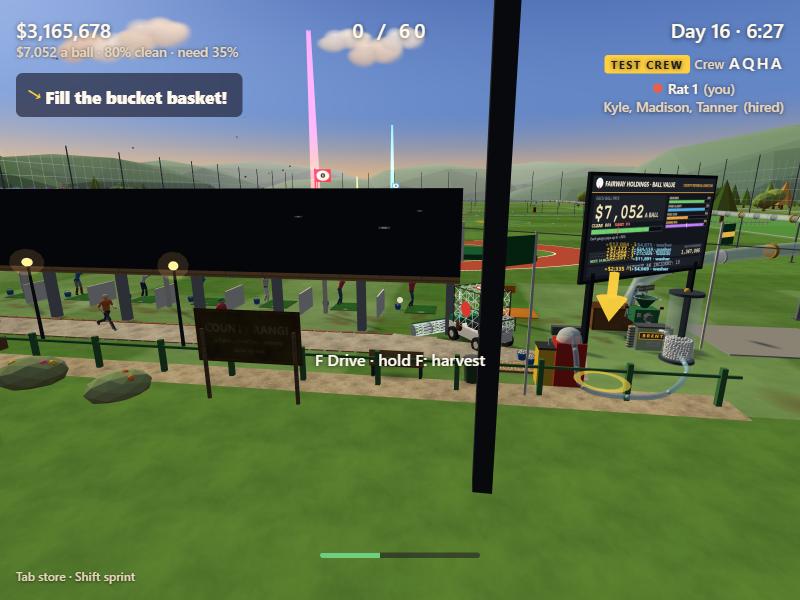 $3,165,678
$7,052 a ball · 80% clean · need 35%
Fill the bucket basket!
0 / 60
Day 16 · 6:27
TEST CREW Crew AQHA
Rat 1 (you)
Kyle, Madison, Tanner (hired)
FAIRWAY HOLDINGS · BALL VALUE
$7,052 A BALL
F Drive · hold F: harvest
Tab store · Shift sprint